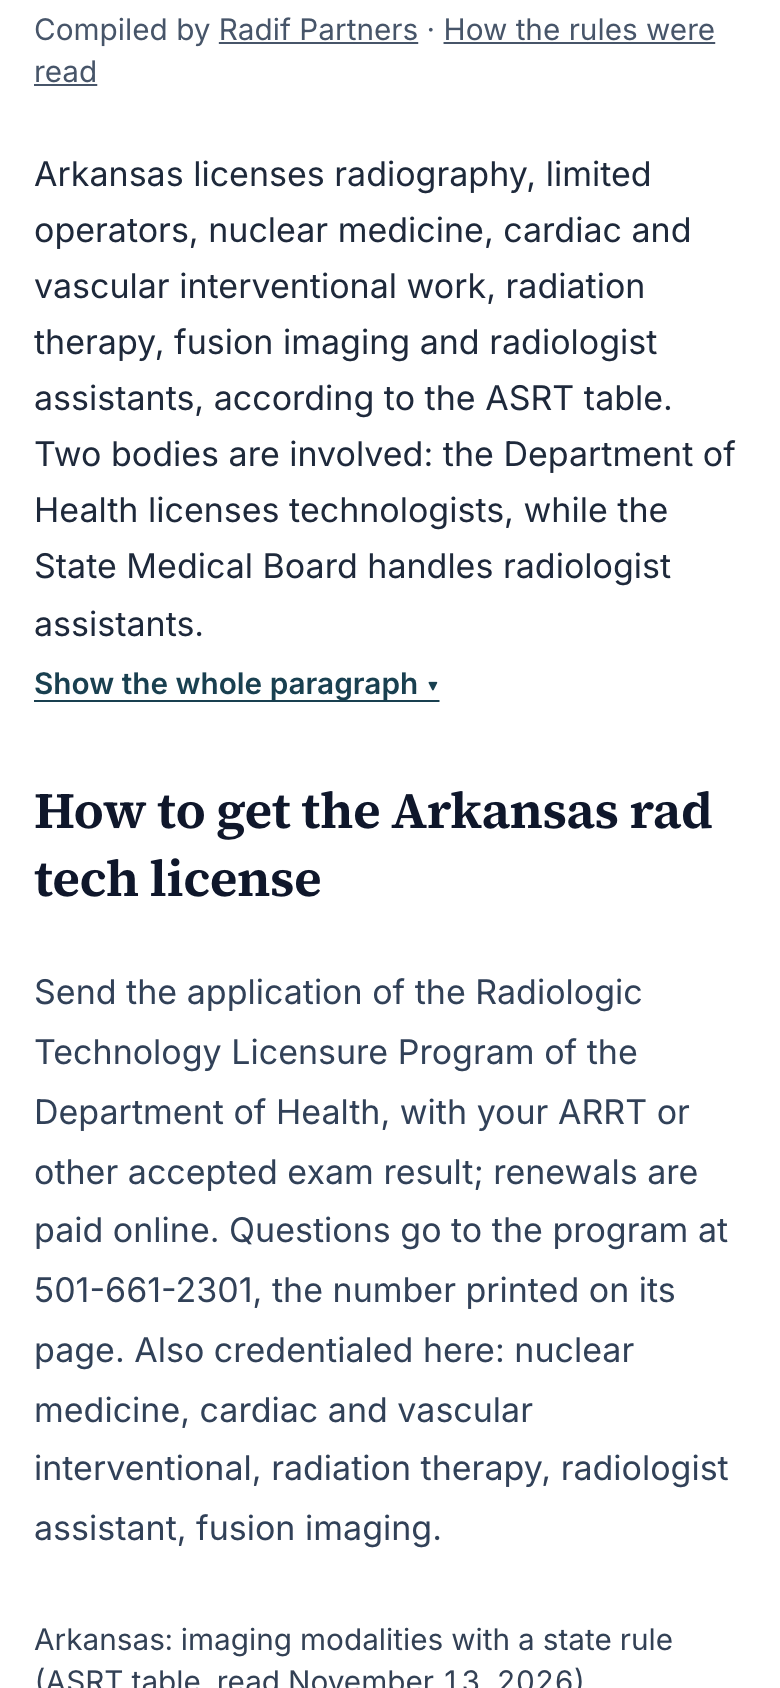 Compiled by Radif Partners · How the rules were
read
Arkansas licenses radiography, limited
operators, nuclear medicine, cardiac and
vascular interventional work, radiation
therapy, fusion imaging and radiologist
assistants, according to the ASRT table.
Two bodies are involved: the Department of
Health licenses technologists, while the
State Medical Board handles radiologist
assistants.
Show the whole paragraph ▾
How to get the Arkansas rad
tech license
Send the application of the Radiologic
Technology Licensure Program of the
Department of Health, with your ARRT or
other accepted exam result; renewals are
paid online. Questions go to the program at
501-661-2301, the number printed on its
page. Also credentialed here: nuclear
medicine, cardiac and vascular
interventional, radiation therapy, radiologist
assistant, fusion imaging.
Arkansas: imaging modalities with a state rule
(ASRT table, read November 13, 2026)